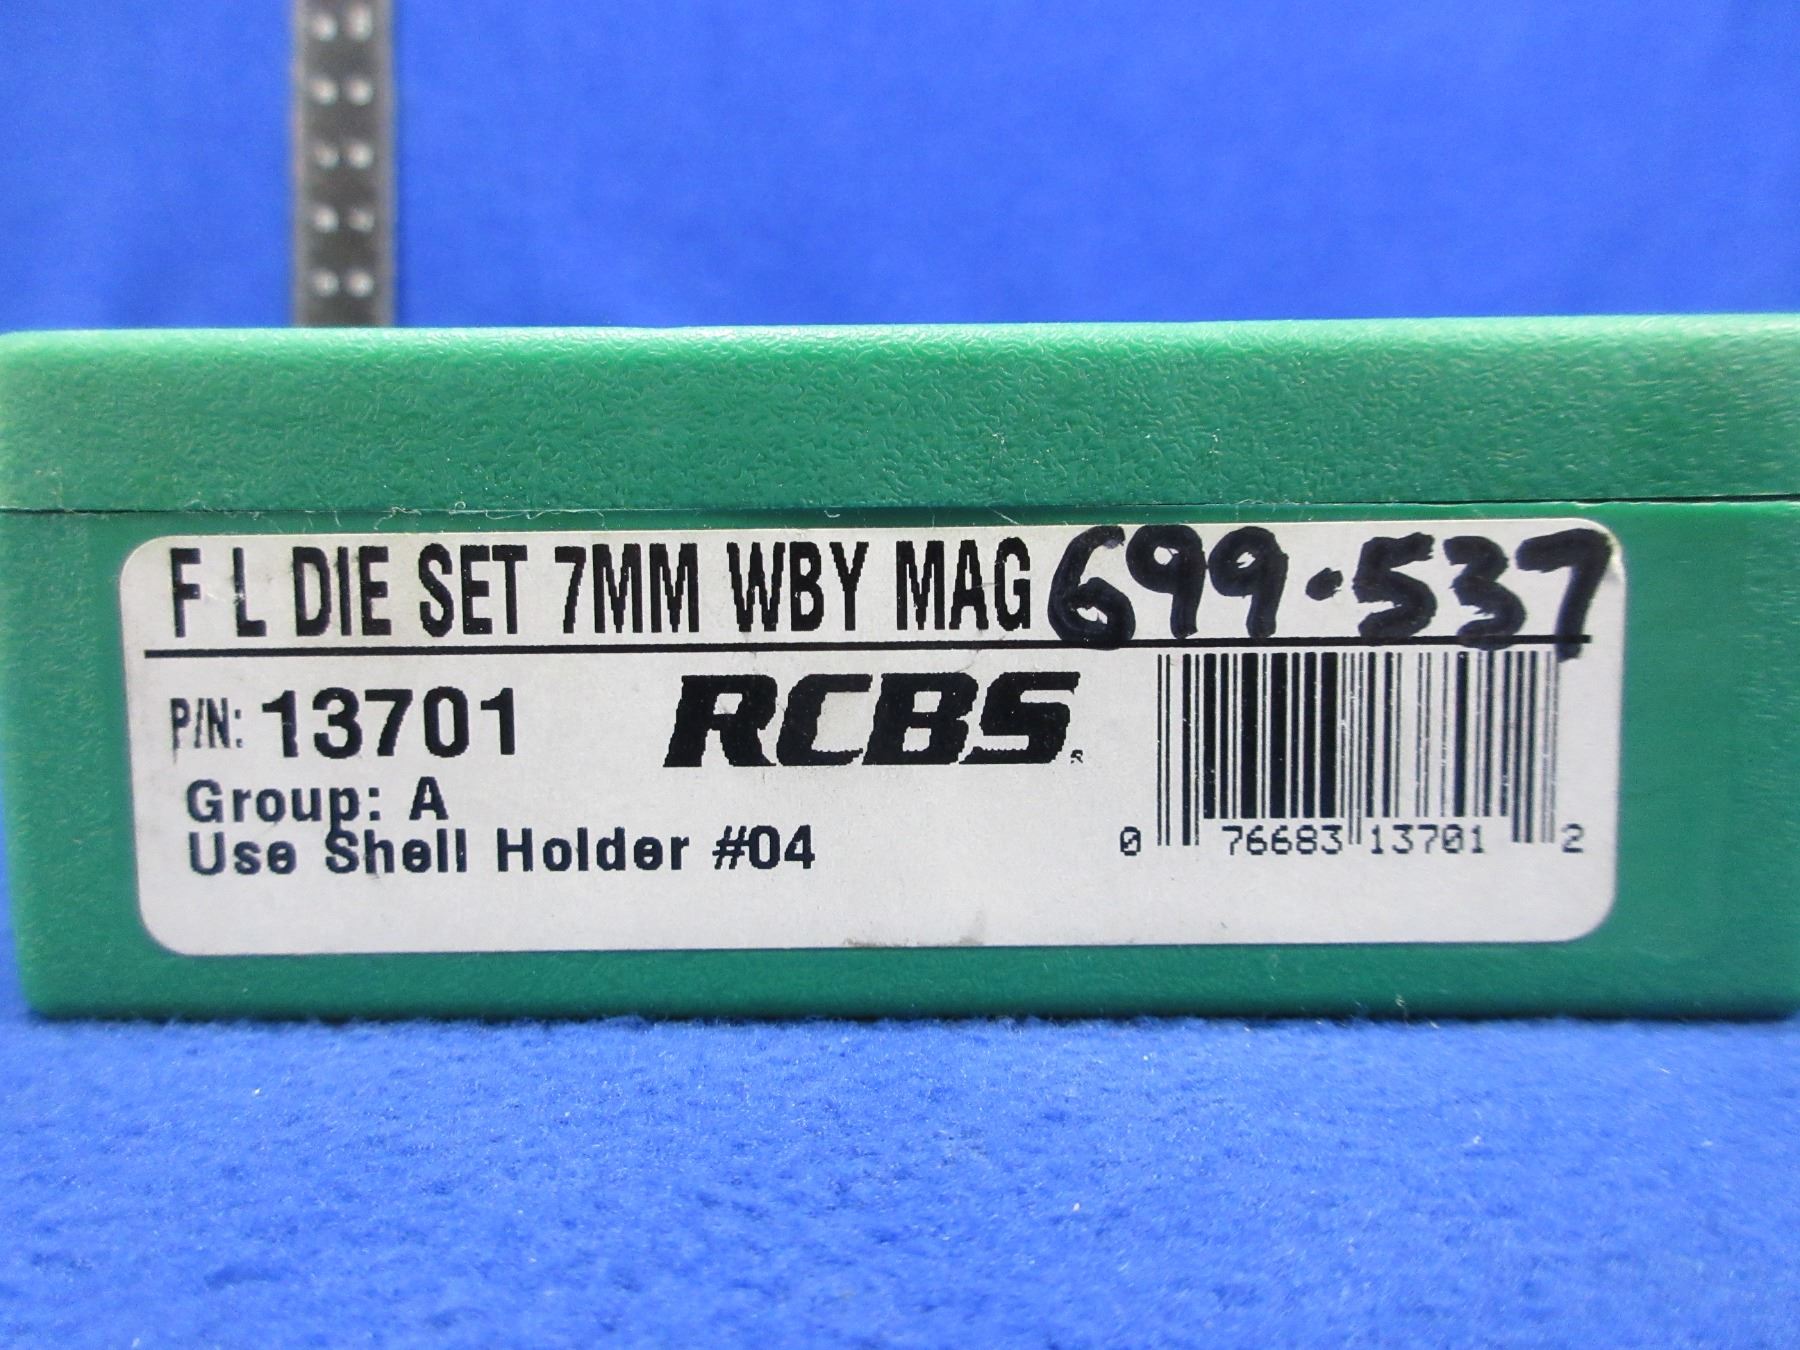 F L DIE SET 7MM WBY MAG 699.537
P/N: 13701
RCBS®
Group: A
Use Shell Holder #04
0 76683 13701 2